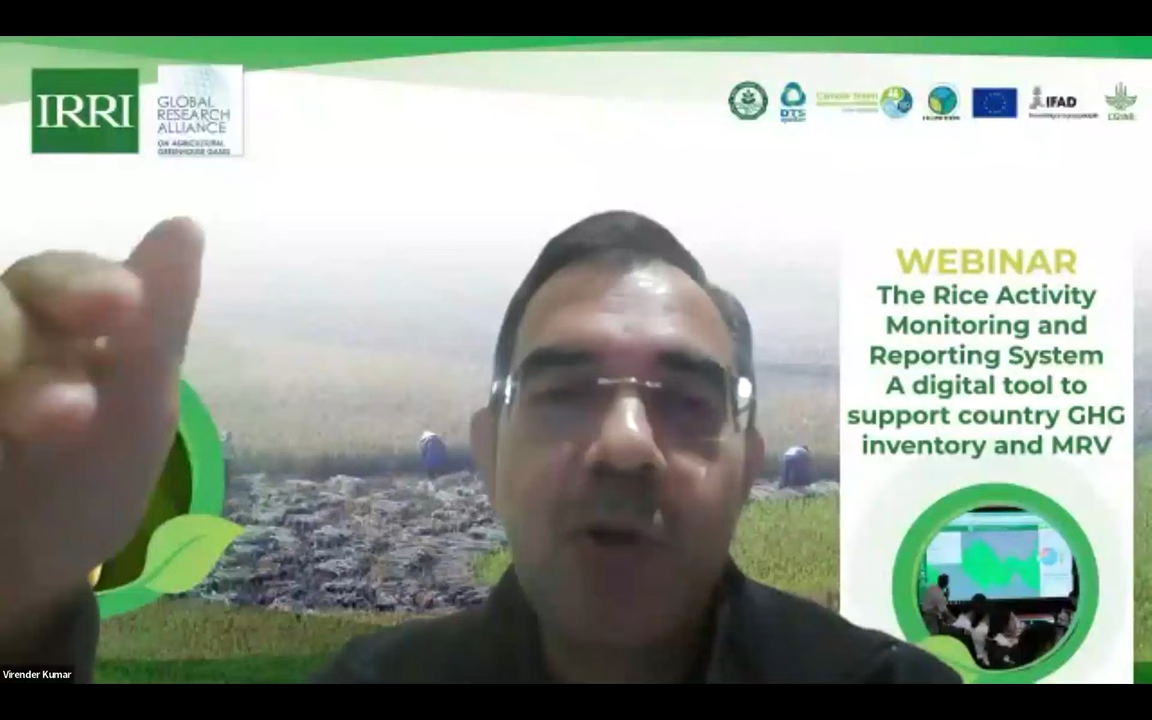 IRRI
GLOBAL
RESEARCH
ALLIANCE
ON AGRICULTURAL
GREENHOUSE GASES
IFAD
WEBINAR
The Rice Activity
Monitoring and
Reporting System
A digital tool to
support country GHG
inventory and MRV
Virender Kumar